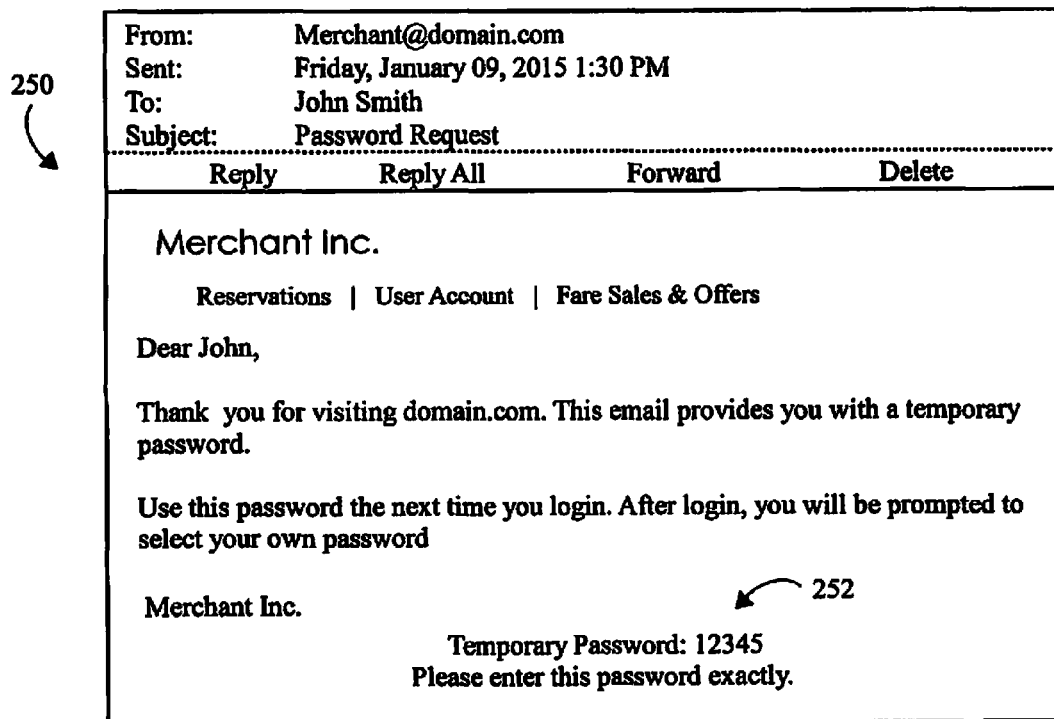 From: Merchant@domain.com
250
Sent: Friday, January 09, 2015 1:30 PM
To: John Smith
Subject: Password Request
Reply Reply All Forward Delete
Merchant Inc.
Reservations | User Account | Fare Sales & Offers
Dear John,
Thank you for visiting domain.com. This email provides you with a temporary
password.
Use this password the next time you login. After login, you will be prompted to
select your own password
252
Merchant Inc.
Temporary Password: 12345
Please enter this password exactly.